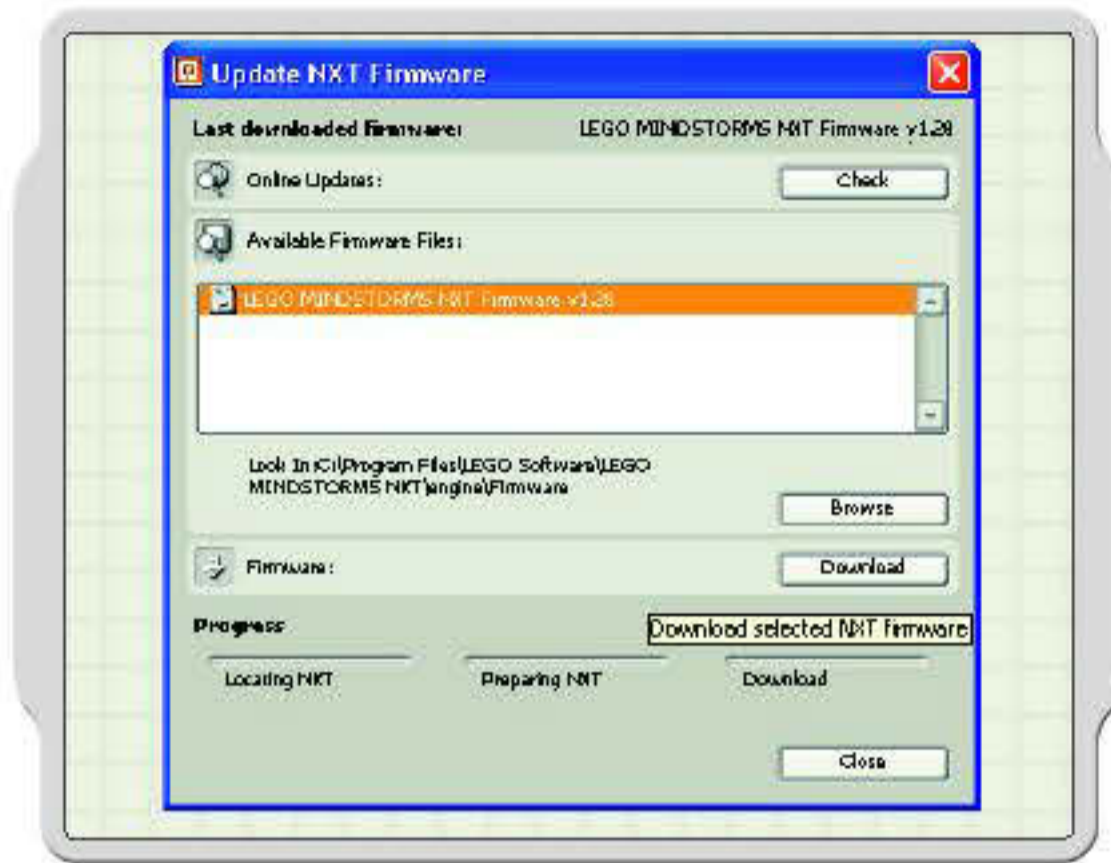 Update NXT Firmware
Last downloaded firmware: LEGO MINDSTORMS NXT Firmware v1.28
Online Updates: Check
Available Firmware Files:
LEGO MINDSTORMS NXT Firmware v1.28
Look In:C:\Program Files\LEGO Software\LEGO
MINDSTORMS NXT\engine\Firmware
Browse
Firmware: Download
Progress
Download selected NXT firmware
Locating NXT Preparing NXT Download
Close